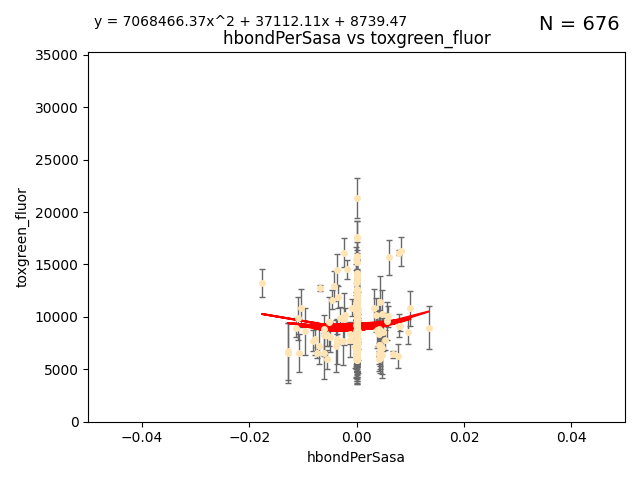 y = 7068466.37x^2 + 37112.11x + 8739.47
N = 676
hbondPerSasa vs toxgreen_fluor
35000
30000
25000
20000
15000
10000
5000
0
toxgreen_fluor
−0.04
−0.02
0.00
0.02
0.04
hbondPerSasa